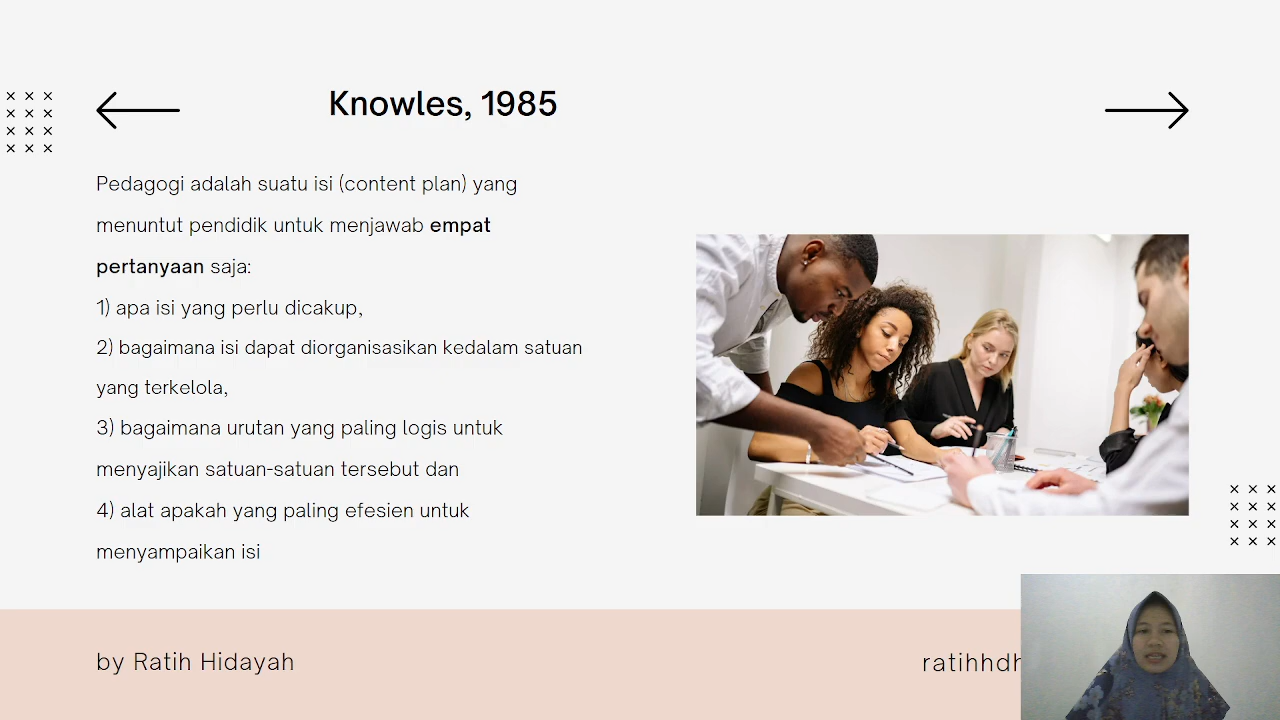 Knowles, 1985
Pedagogi adalah suatu isi (content plan) yang
menuntut pendidik untuk menjawab empat
pertanyaan saja:
1) apa isi yang perlu dicakup,
2) bagaimana isi dapat diorganisasikan kedalam satuan
yang terkelola,
3) bagaimana urutan yang paling logis untuk
menyajikan satuan-satuan tersebut dan
4) alat apakah yang paling efesien untuk
menyampaikan isi
by Ratih Hidayah